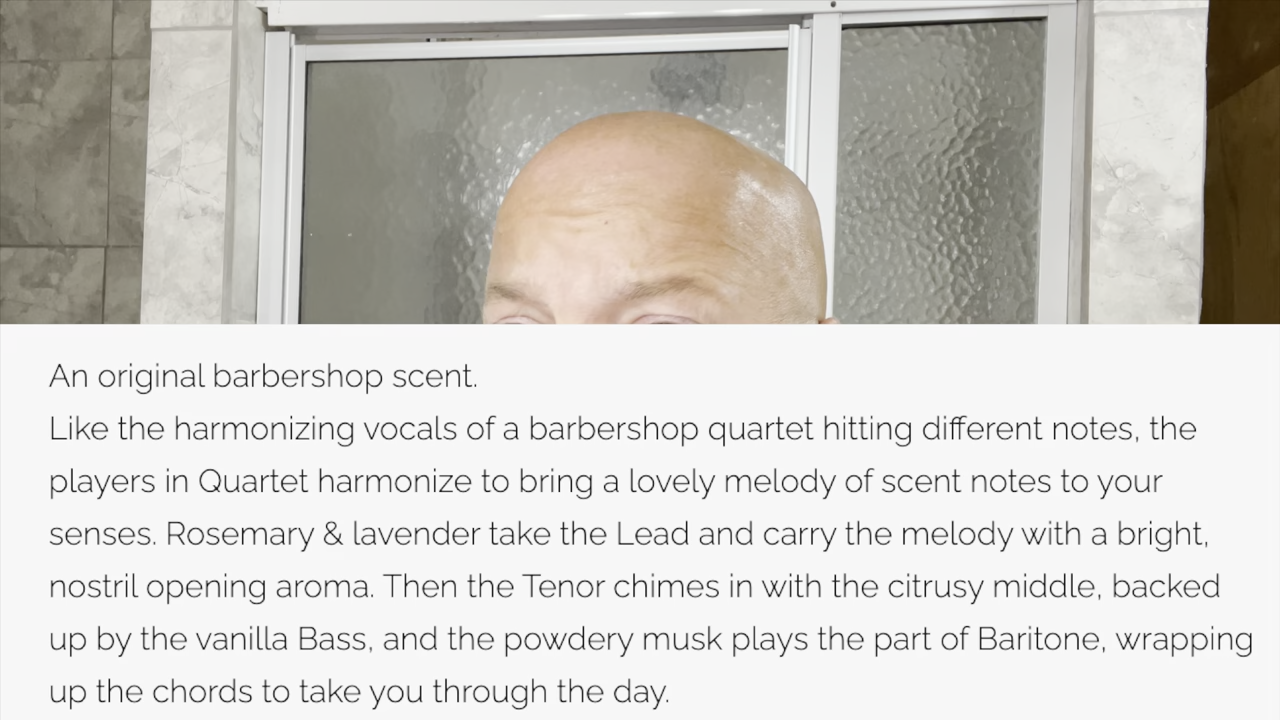 An original barbershop scent.
Like the harmonizing vocals of a barbershop quartet hitting different notes, the
players in Quartet harmonize to bring a lovely melody of scent notes to your
senses. Rosemary & lavender take the Lead and carry the melody with a bright,
nostril opening aroma. Then the Tenor chimes in with the citrusy middle, backed
up by the vanilla Bass, and the powdery musk plays the part of Baritone, wrapping
up the chords to take you through the day.